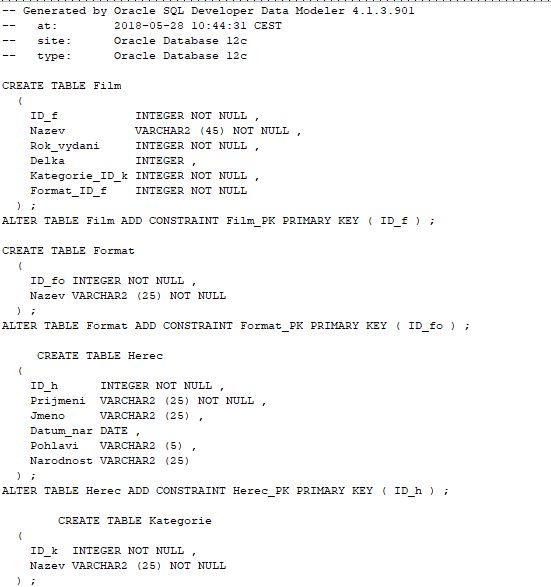 -- Generated by Oracle SQL Developer Data Modeler 4.1.3.901
--   at:        2018-05-28 10:44:31 CEST
--   site:      Oracle Database 12c
--   type:      Oracle Database 12c
CREATE TABLE Film
  (
    ID_f           INTEGER NOT NULL ,
    Nazev          VARCHAR2 (45) NOT NULL ,
    Rok_vydani     INTEGER NOT NULL ,
    Delka          INTEGER ,
    Kategorie_ID_k INTEGER NOT NULL ,
    Format_ID_f    INTEGER NOT NULL
  ) ;
ALTER TABLE Film ADD CONSTRAINT Film_PK PRIMARY KEY ( ID_f ) ;
CREATE TABLE Format
  (
    ID_fo INTEGER NOT NULL ,
    Nazev VARCHAR2 (25) NOT NULL
  ) ;
ALTER TABLE Format ADD CONSTRAINT Format_PK PRIMARY KEY ( ID_fo ) ;
     CREATE TABLE Herec
  (
    ID_h      INTEGER NOT NULL ,
    Prijmeni  VARCHAR2 (25) NOT NULL ,
    Jmeno     VARCHAR2 (25) ,
    Datum_nar DATE ,
    Pohlavi   VARCHAR2 (5) ,
    Narodnost VARCHAR2 (25)
  ) ;
ALTER TABLE Herec ADD CONSTRAINT Herec_PK PRIMARY KEY ( ID_h ) ;
        CREATE TABLE Kategorie
  (
    ID_k  INTEGER NOT NULL ,
    Nazev VARCHAR2 (25) NOT NULL
  ) ;